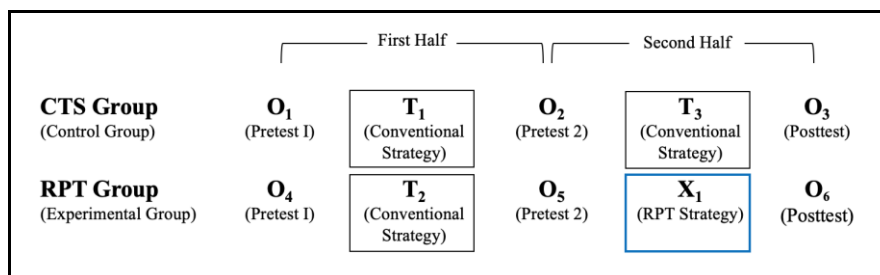 First Half Second Half
CTS Group O₁ T₁ O₂ T₃ O₃
(Control Group) (Pretest I) (Conventional (Pretest 2) (Conventional (Posttest)
Strategy) Strategy)
RPT Group O₄ T₂ O₅ X₁ O₆
(Experimental Group) (Pretest I) (Conventional (Pretest 2) (RPT Strategy) (Posttest)
Strategy)